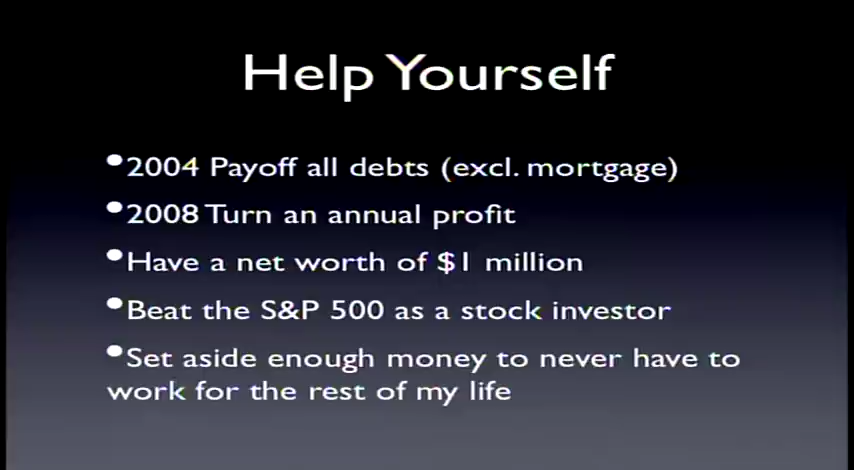 Help Yourself
•2004 Payoff all debts (excl. mortgage)
•2008 Turn an annual profit
•Have a net worth of $1 million
•Beat the S&P 500 as a stock investor
•Set aside enough money to never have to
work for the rest of my life